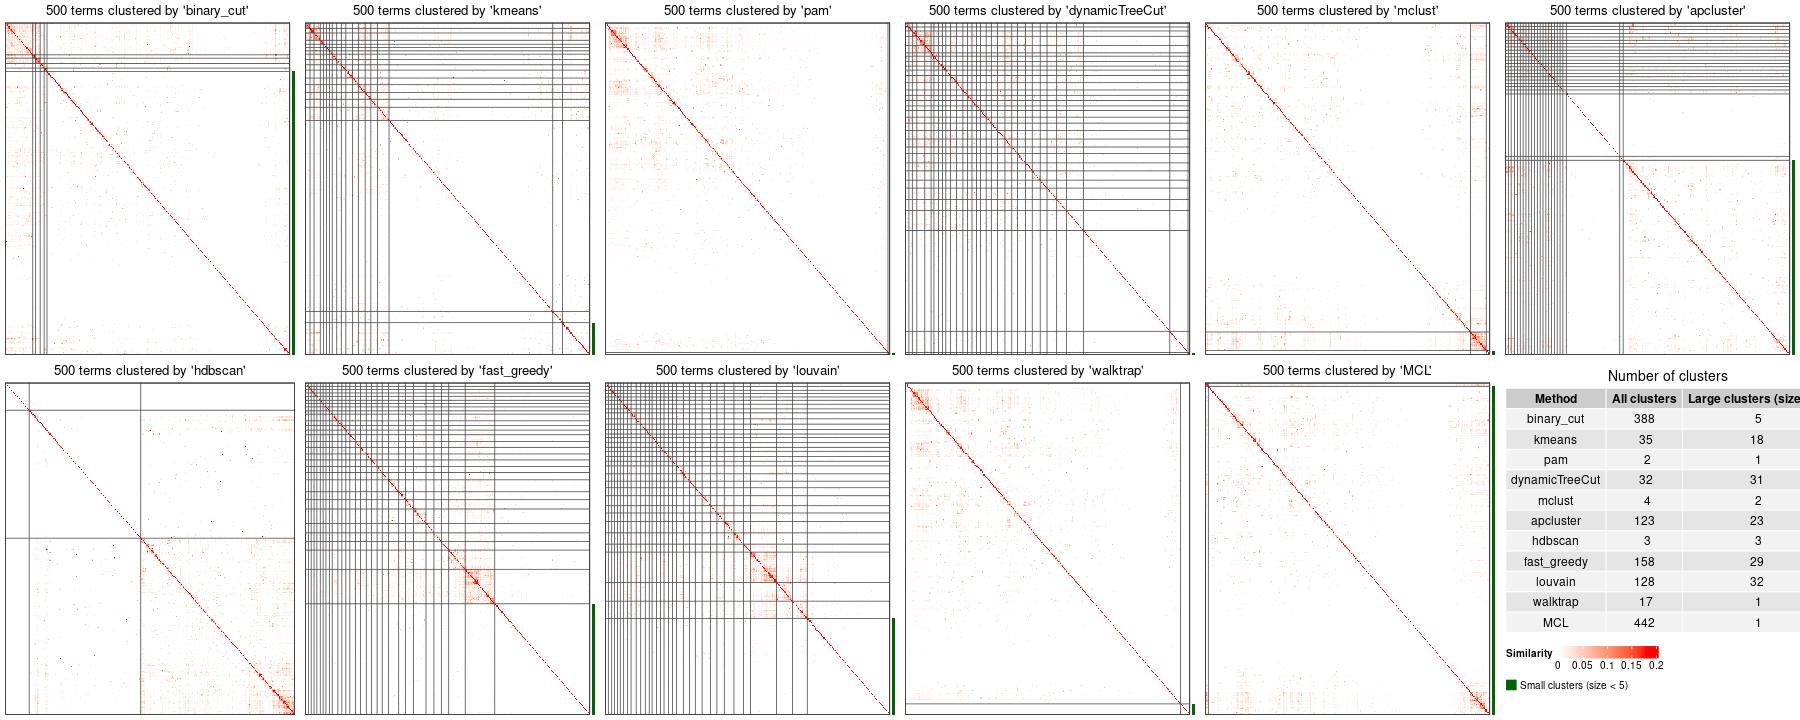 500 terms clustered by 'binary_cut'
500 terms clustered by 'kmeans'
500 terms clustered by 'pam'
500 terms clustered by 'dynamicTreeCut'
500 terms clustered by 'mclust'
500 terms clustered by 'apcluster'
500 terms clustered by 'hdbscan'
500 terms clustered by 'fast_greedy'
500 terms clustered by 'louvain'
500 terms clustered by 'walktrap'
500 terms clustered by 'MCL'
Number of clusters
Method All clusters Large clusters (size
binary_cut 388 5
kmeans 35 18
pam 2 1
dynamicTreeCut 32 31
mclust 4 2
apcluster 123 23
hdbscan 3 3
fast_greedy 158 29
louvain 128 32
walktrap 17 1
MCL 442 1
Similarity
0 0.05 0.1 0.15 0.2
Small clusters (size < 5)